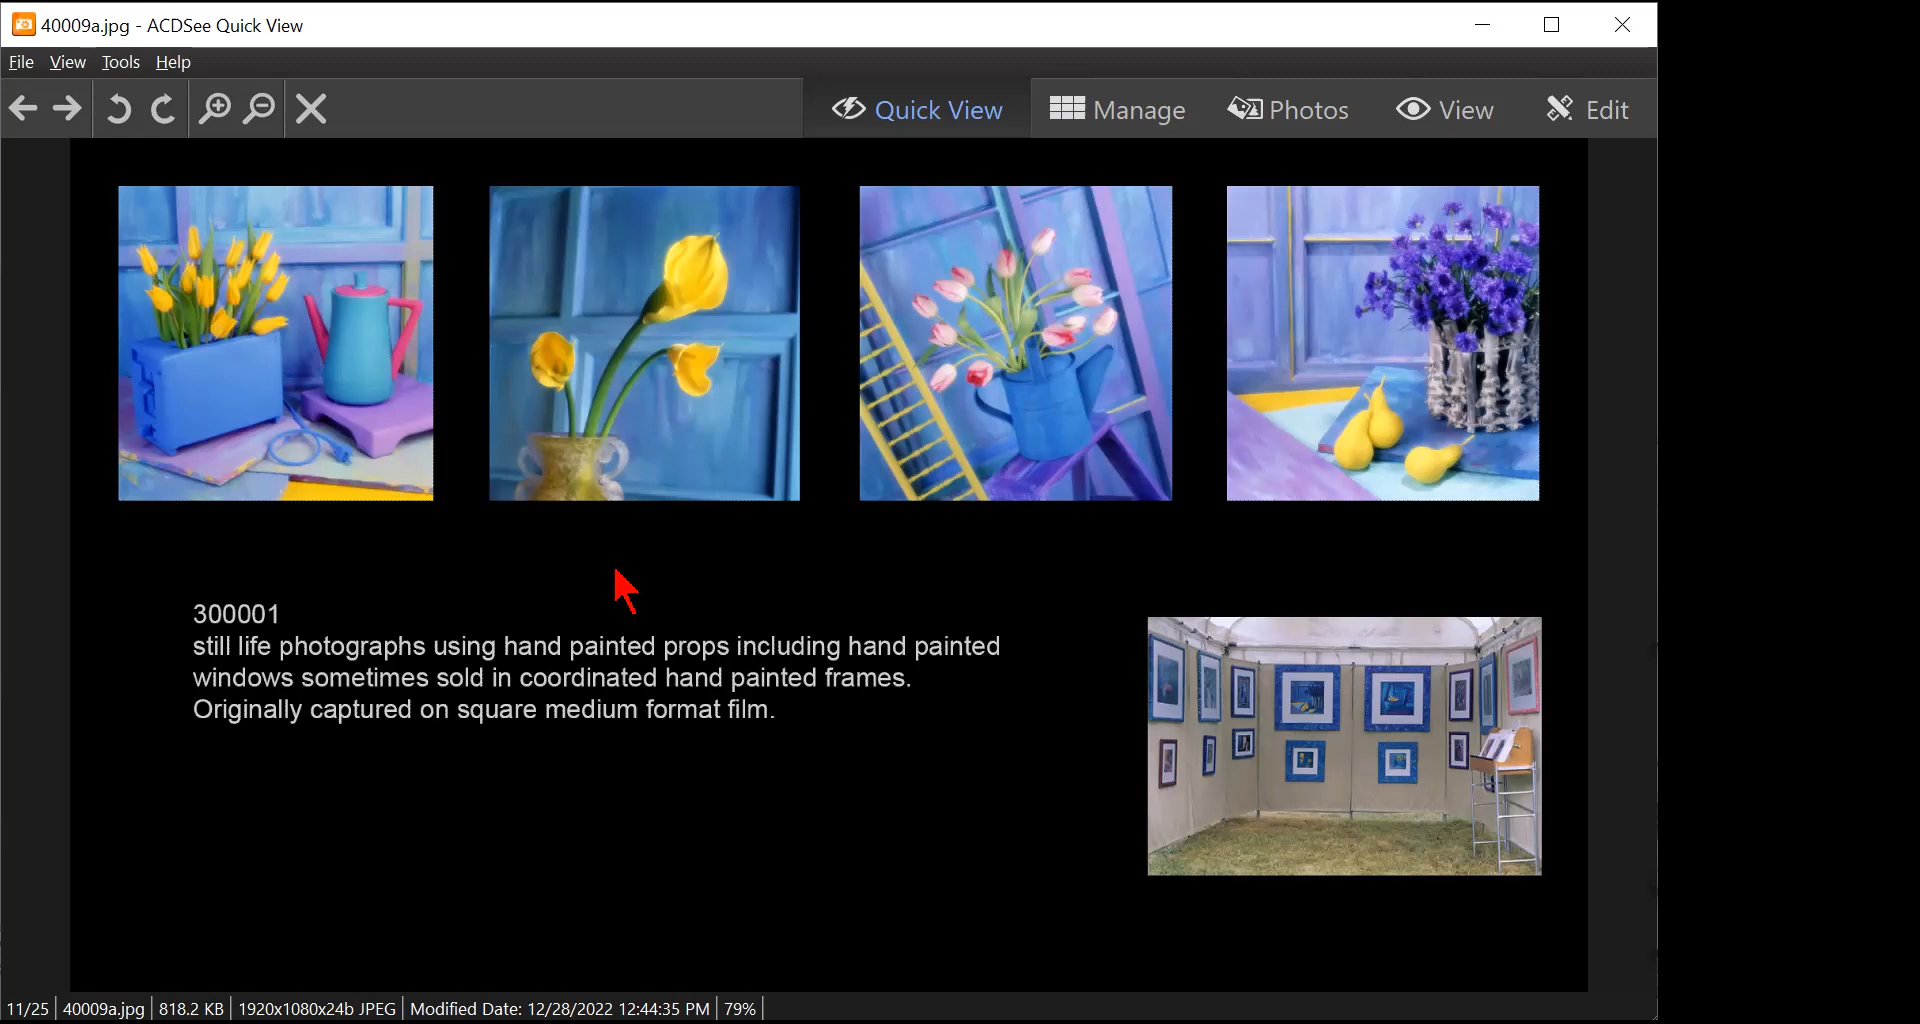 40009a.jpg - ACDSee Quick View
File View Tools Help
Quick View Manage Photos View Edit
300001
still life photographs using hand painted props including hand painted
windows sometimes sold in coordinated hand painted frames.
Originally captured on square medium format film.
11/25 40009a.jpg 818.2 KB 1920x1080x24b JPEG Modified Date: 12/28/2022 12:44:35 PM 79%